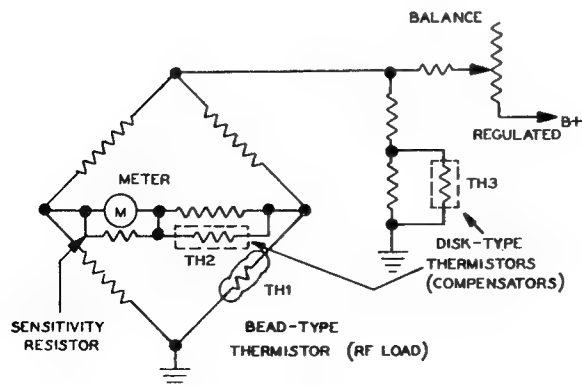 BALANCE
B+
REGULATED
METER
M
TH3
TH2
DISK-TYPE
THERMISTORS
(COMPENSATORS)
TH1
SENSITIVITY
RESISTOR
BEAD-TYPE
THERMISTOR (RF LOAD)